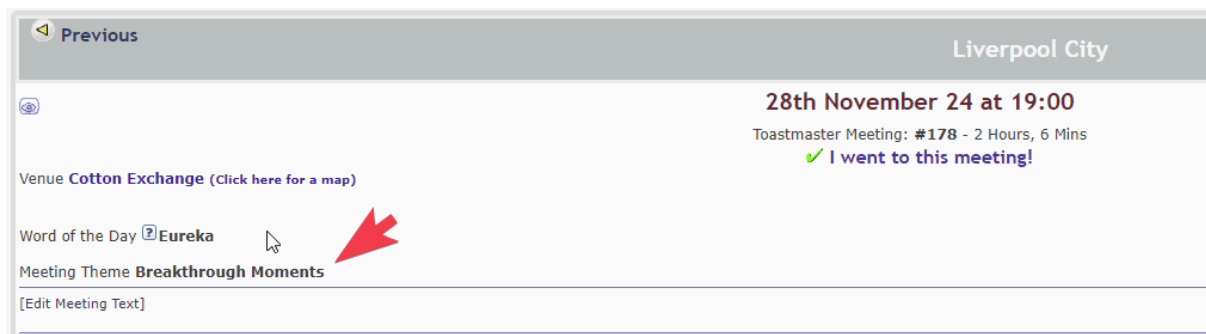 Previous
Liverpool City
28th November 24 at 19:00
Toastmaster Meeting: #178 - 2 Hours, 6 Mins
I went to this meeting!
Venue Cotton Exchange (Click here for a map)
Word of the Day ? Eureka
Meeting Theme Breakthrough Moments
[Edit Meeting Text]